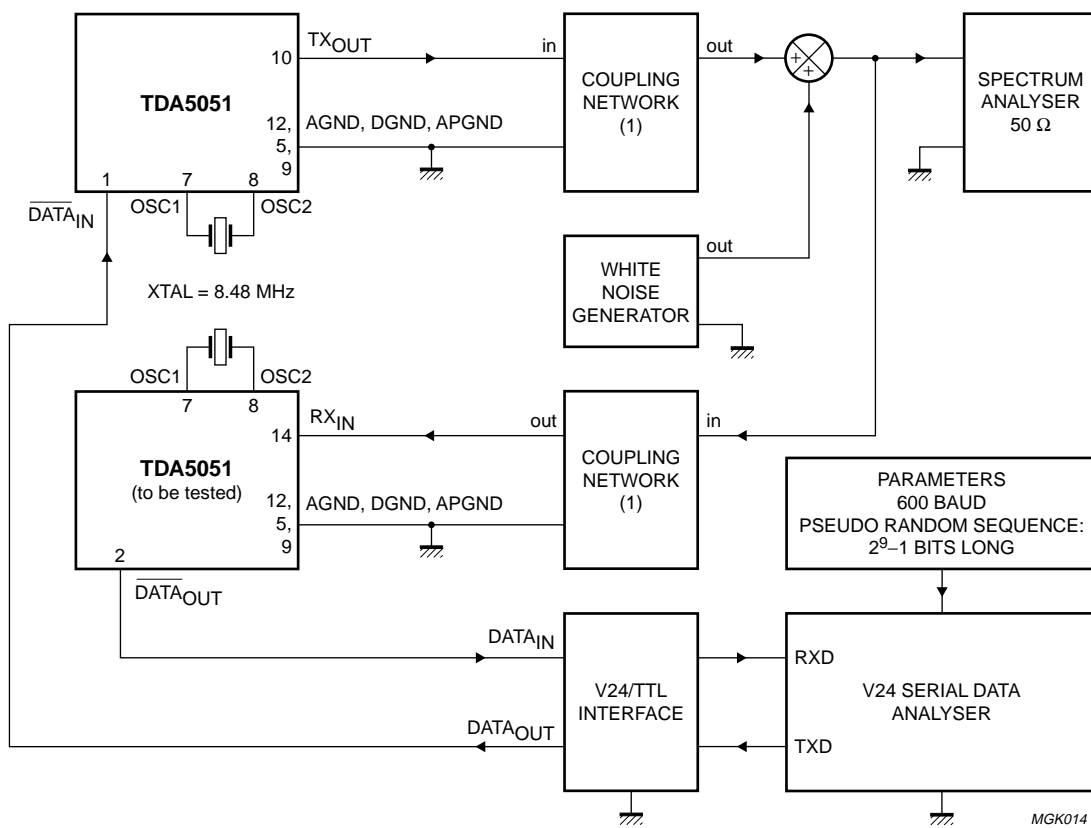 TXOUT
in
out
10
COUPLING
NETWORK
(1)
SPECTRUM
ANALYSER
50 Ω
TDA5051
+
+
12,
5,
9
AGND, DGND, APGND
1
7
8
DATAIN
OSC1
OSC2
out
WHITE
NOISE
GENERATOR
XTAL = 8.48 MHz
OSC1
OSC2
7
8
RXIN
out
in
14
COUPLING
NETWORK
(1)
TDA5051
(to be tested)
12,
5,
9
AGND, DGND, APGND
PARAMETERS
600 BAUD
PSEUDO RANDOM SEQUENCE:
2⁹–1 BITS LONG
2
DATAOUT
DATAIN
RXD
V24/TTL
INTERFACE
V24 SERIAL DATA
ANALYSER
DATAOUT
TXD
MGK014